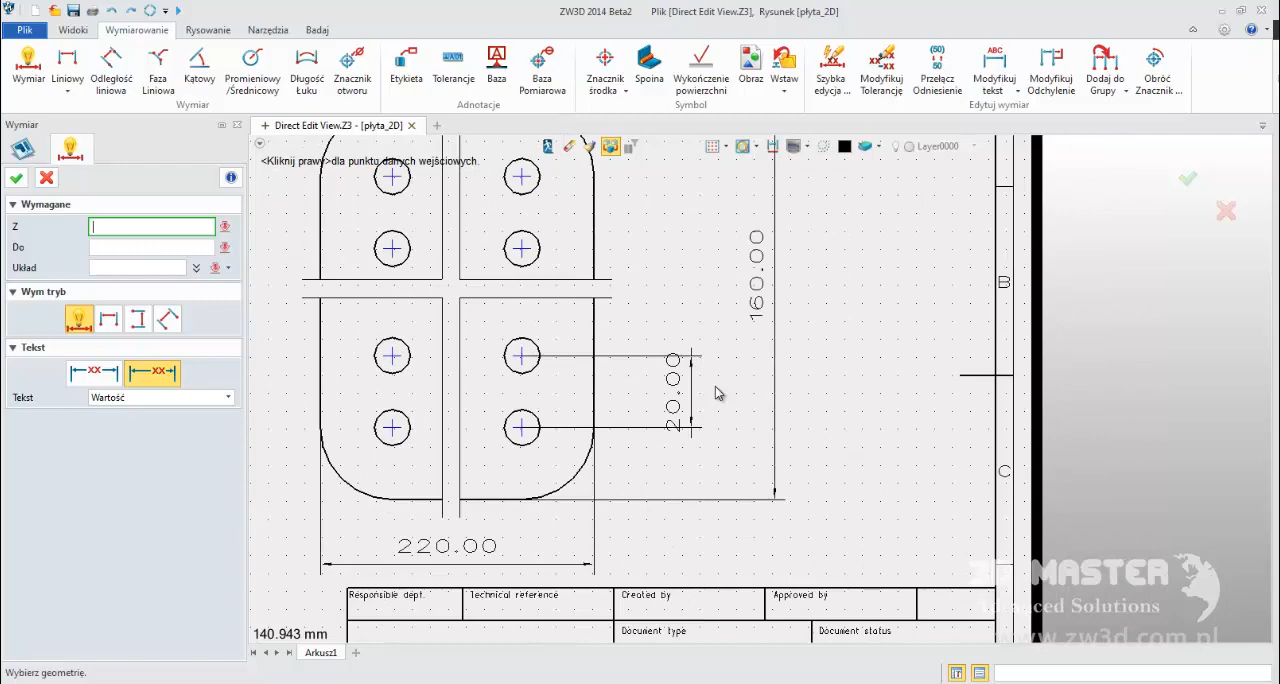 ZW3D 2014 Beta2 Plik [Direct Edit View.Z3], Rysunek [płyta_2D]
Plik Widoki Wymiarowanie Rysowanie Narzędzia Badaj
Wymiar Liniowy Odległość liniowa Faza Liniowa Kątowy Promieniowy /Średnicowy Długość Łuku Znacznik otworu Etykieta Tolerancje Baza Baza Pomiarowa Znacznik środka Spoina Wykończenie powierzchni Obraz Wstaw Szybka edycja ... Modyfikuj Tolerancję Przełącz Odniesienie Modyfikuj tekst Modyfikuj Odchylenie Dodaj do Grupy Obróć Znacznik ...
Wymiar Adnotacje Symbol Edytuj wymiar
Wymiar
Direct Edit View.Z3 - [płyta_2D]
<Kliknij prawy>dla punktu danych wejściowych.
Layer0000
Wymagane
Z
Do
Układ
Wym tryb
Tekst
XX XX
Tekst Wartość
160.00
20.00
220.00
B
C
Responsible dept. Technical reference Created by Approved by
Document type Document status
3D MASTER
Advanced Solutions
www.zw3d.com.pl
140.943 mm
Arkusz1
Wybierz geometrię.